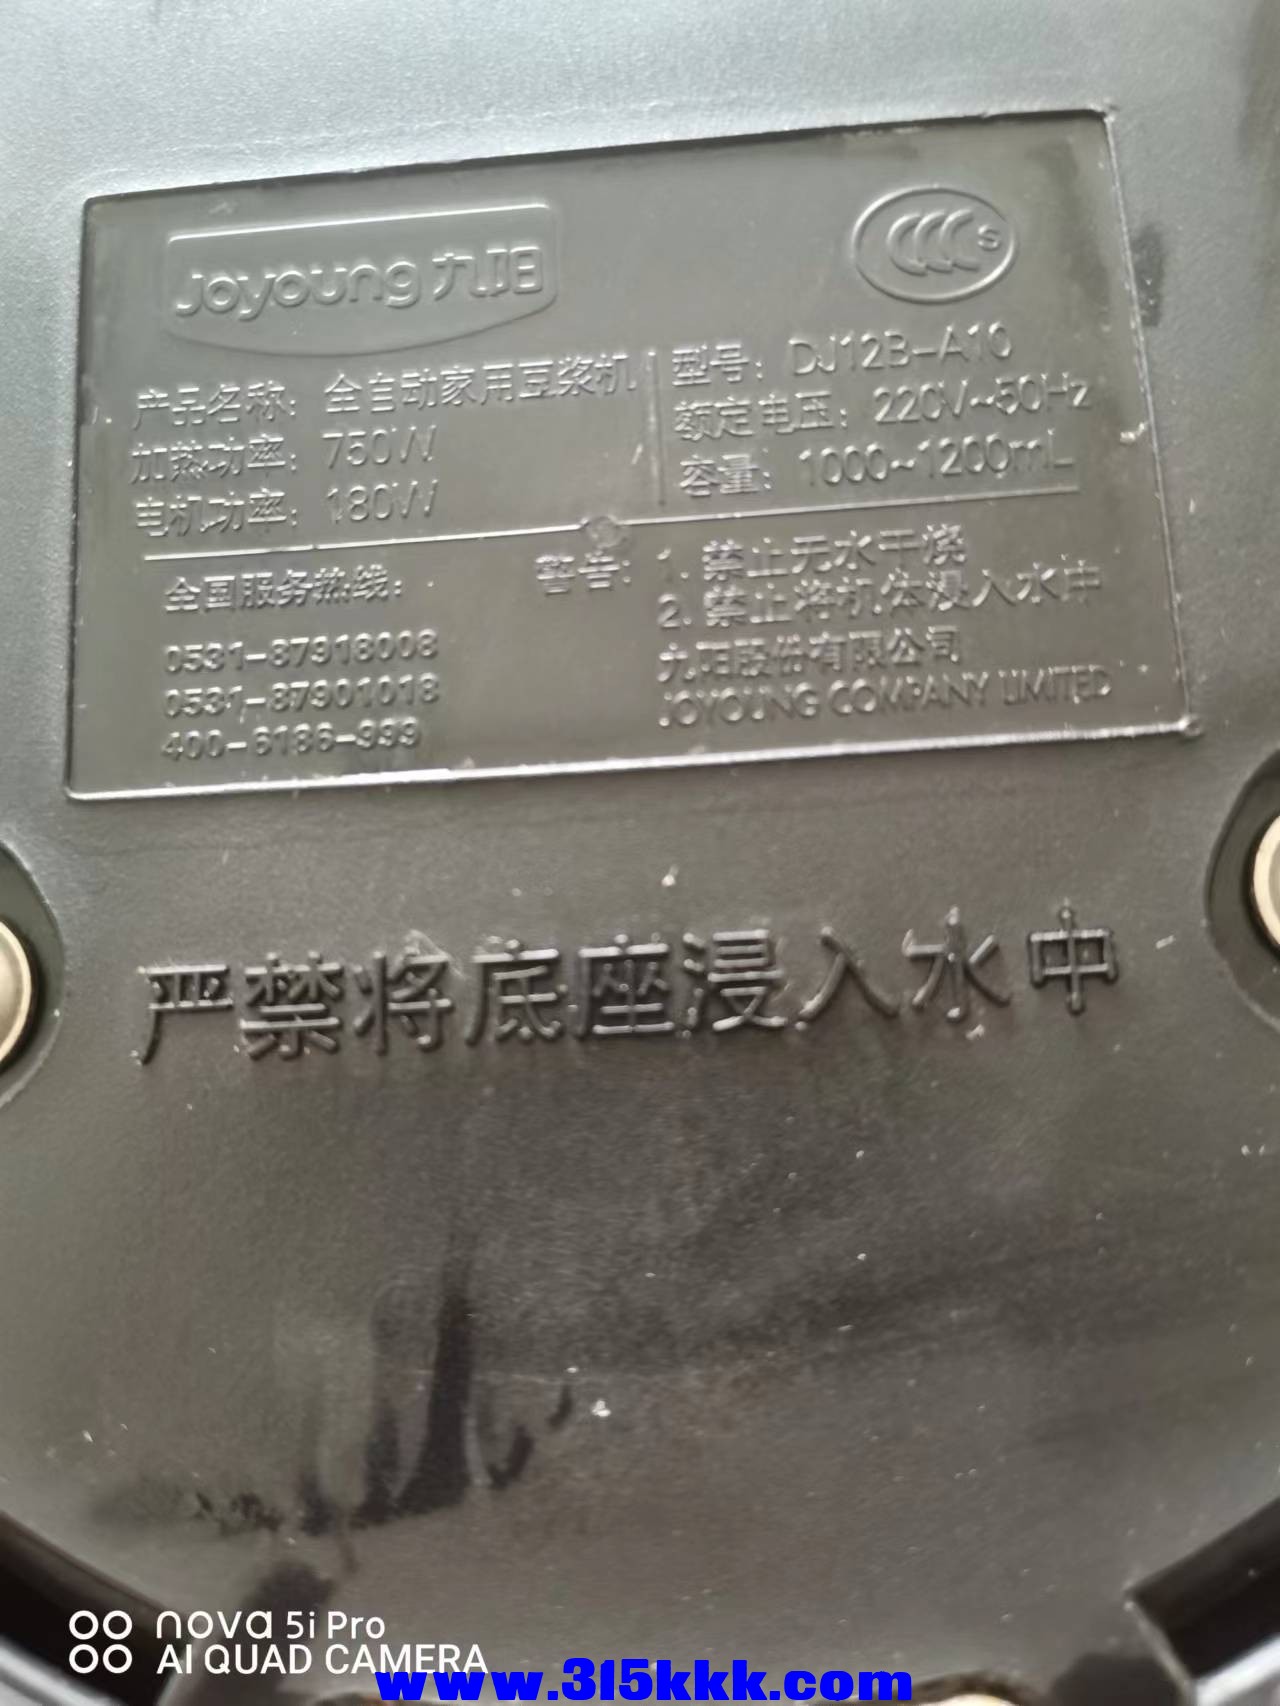 Joyoung 九阳
CCC S
产品名称: 全自动家用豆浆机
加热功率: 750W
电机功率: 180W
型号: DJ12B-A10
额定电压: 220V~50Hz
容量: 1000~1200mL
全国服务热线:
0531-87918008
0531-87901018
400-6186-999
警告: 1. 禁止无水干烧
2. 禁止将机体浸入水中
九阳股份有限公司
JOYOUNG COMPANY LIMITED
严禁将底座浸入水中
nova 5i Pro
AI QUAD CAMERA
www.315kkk.com